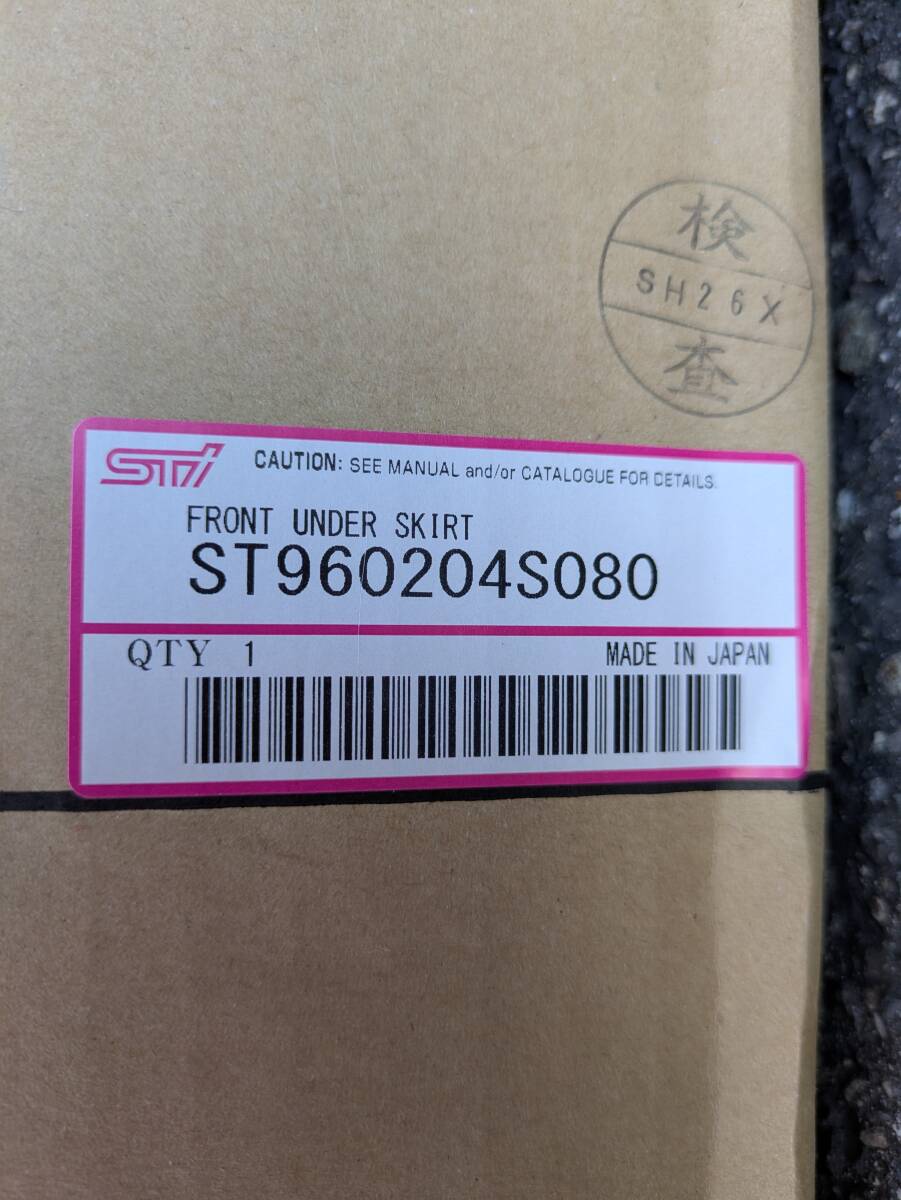 検
SH26X
査
STi CAUTION: SEE MANUAL and/or CATALOGUE FOR DETAILS.
FRONT UNDER SKIRT
ST960204S080
QTY 1 MADE IN JAPAN